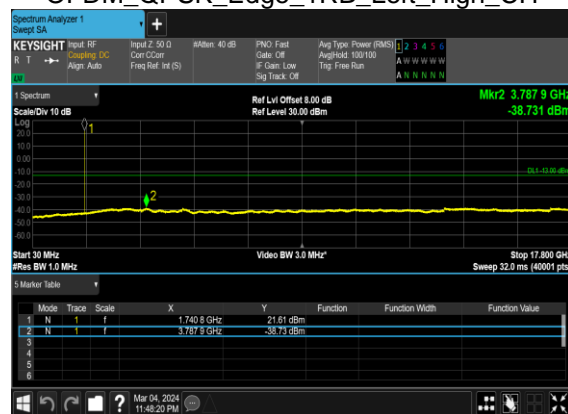 OFDM_QPSK_Edge_1RB_Left_High_CH
Spectrum Analyzer 1
Swept SA
+
KEYSIGHT Input: RF Input Z: 50 Ω #Atten: 40 dB PNO: Fast Avg Type: Power (RMS) 1 2 3 4 5 6
R T Coupling: DC Corr CCorr Gate: Off Avg|Hold: 100/100 A W W W W W
Align: Auto Freq Ref: Int (S) IF Gain: Low Trig: Free Run
LW Sig Track: Off A N N N N N
1 Spectrum Ref Lvl Offset 8.00 dB Mkr2 3.787 9 GHz
Scale/Div 10 dB Ref Level 30.00 dBm -38.731 dBm
Log
20.0
10.0
0.00
-10.0
DL1 -13.00 dBm
-20.0
-30.0
-40.0
-50.0
-60.0
1
2
Start 30 MHz Video BW 3.0 MHz* Stop 17.800 GHz
#Res BW 1.0 MHz Sweep 32.0 ms (40001 pts)
5 Marker Table
Mode Trace Scale X Y Function Function Width Function Value
1 N 1 f 1.740 8 GHz 21.61 dBm
2 N 1 f 3.787 9 GHz -38.73 dBm
3
4
5
6
? Mar 04, 2024
11:48:20 PM